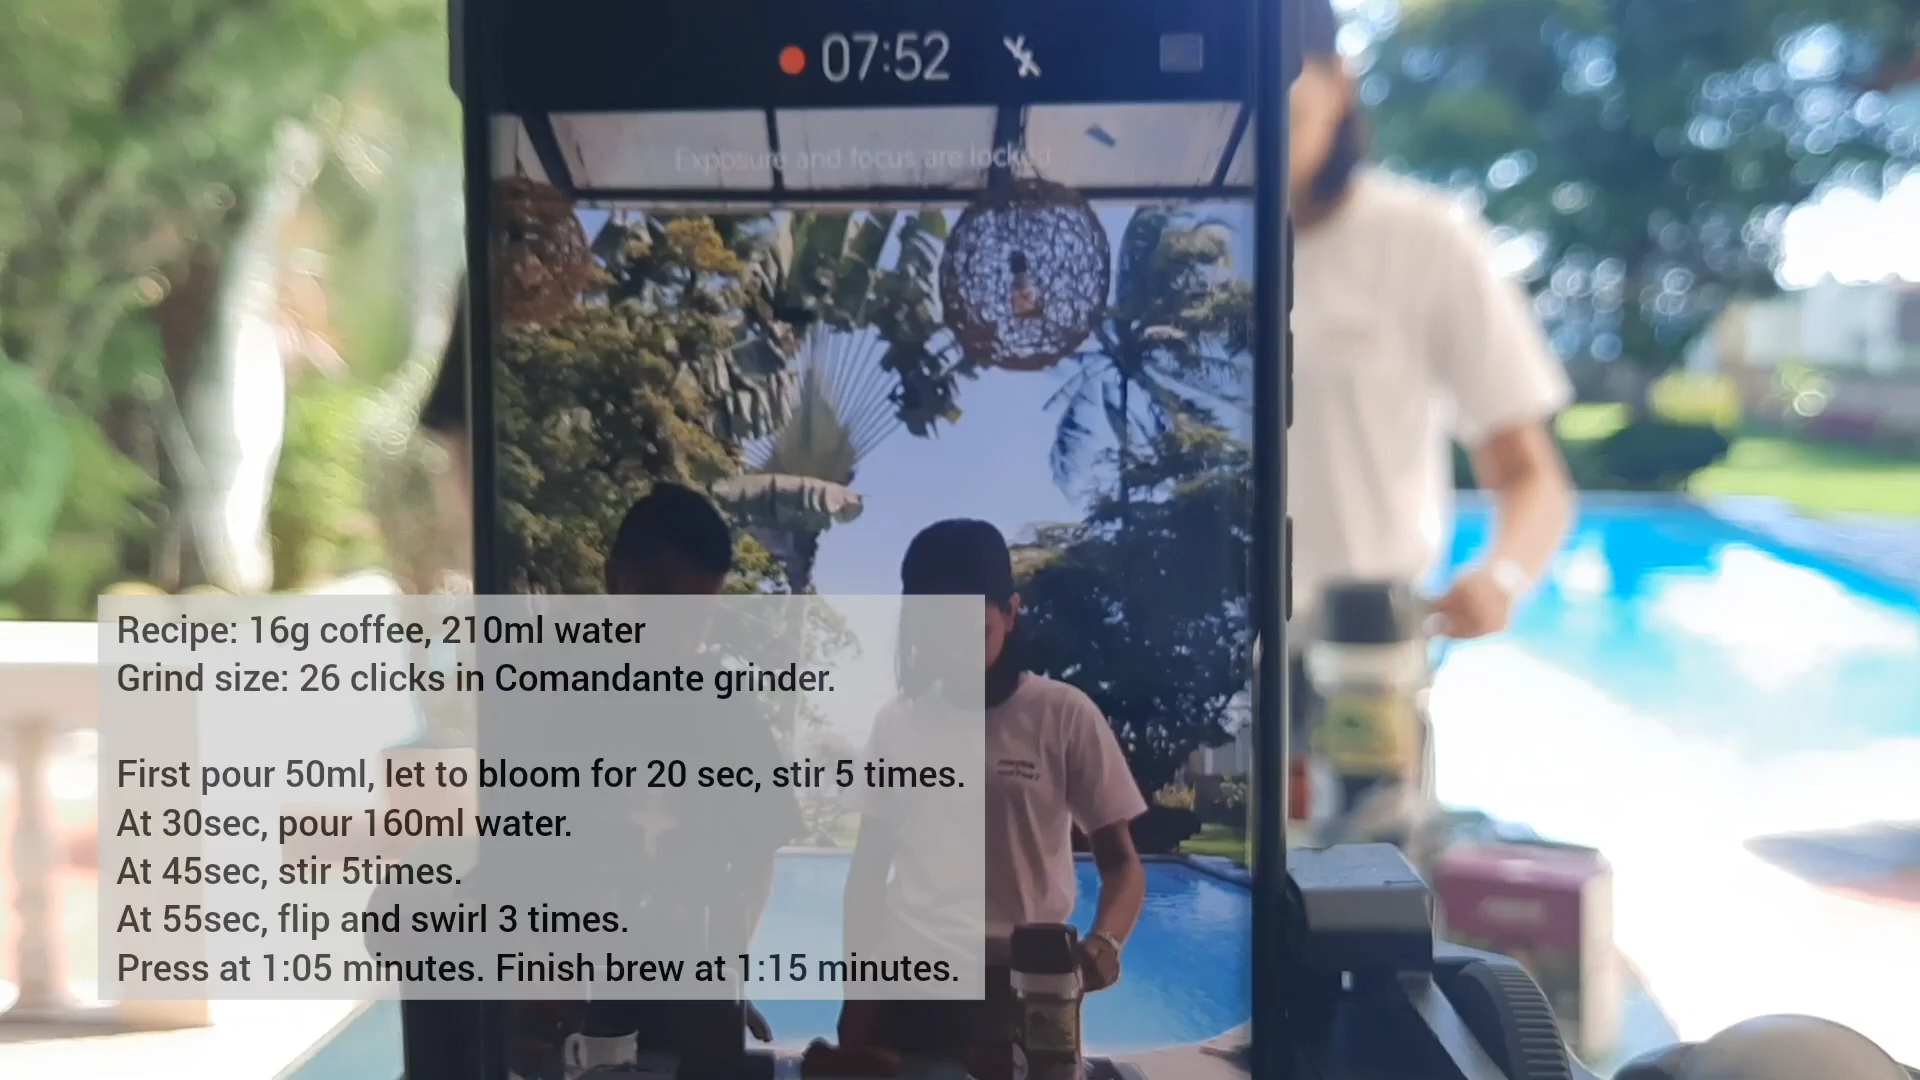 07:52
Exposure and focus are locked
Recipe: 16g coffee, 210ml water
Grind size: 26 clicks in Comandante grinder.
First pour 50ml, let to bloom for 20 sec, stir 5 times.
At 30sec, pour 160ml water.
At 45sec, stir 5times.
At 55sec, flip and swirl 3 times.
Press at 1:05 minutes. Finish brew at 1:15 minutes.